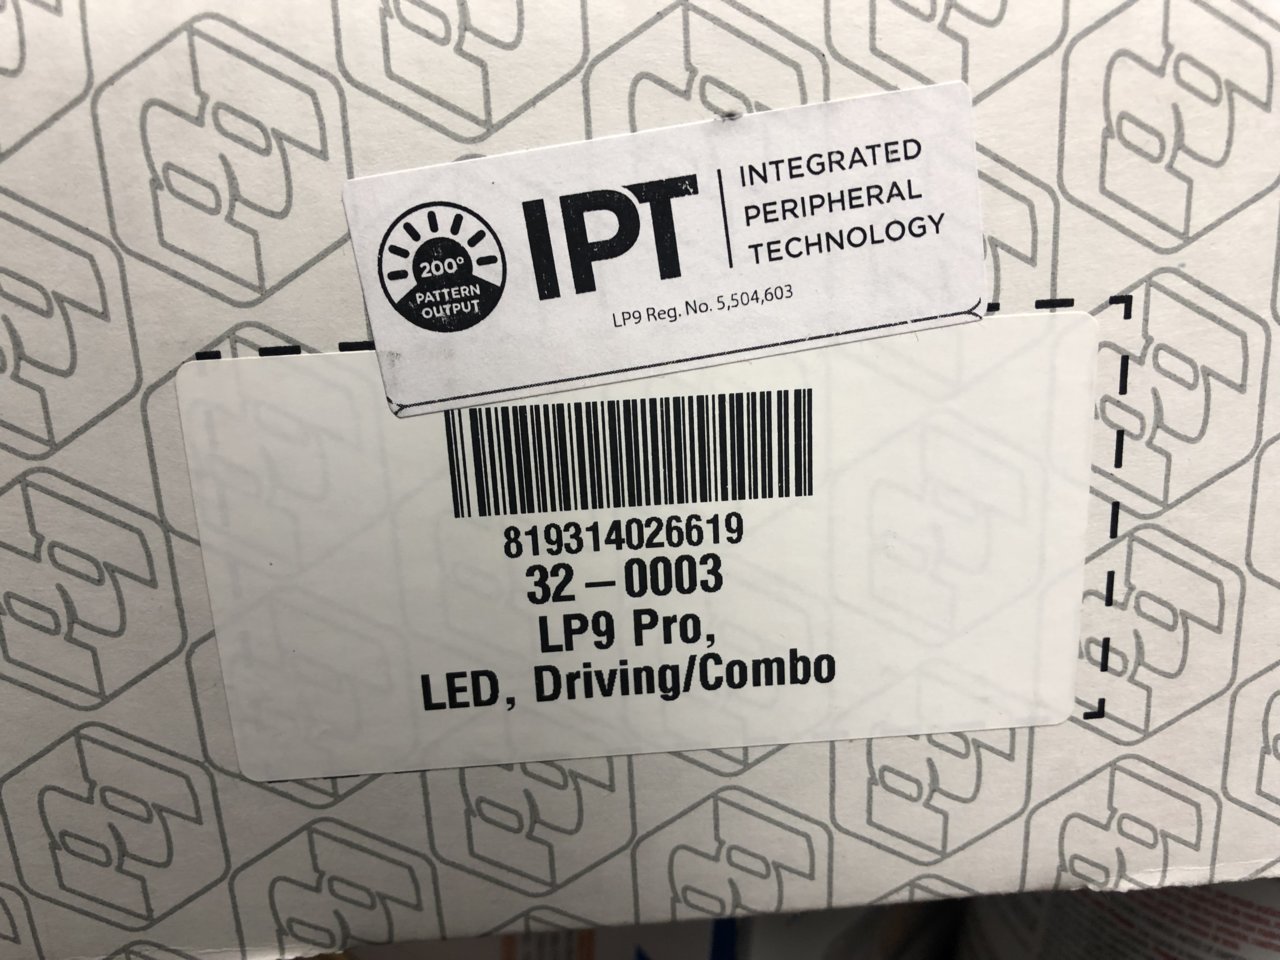 200°
PATTERN
OUTPUT
IPT
INTEGRATED
PERIPHERAL
TECHNOLOGY
LP9 Reg. No. 5,504,603
819314026619
32-0003
LP9 Pro,
LED, Driving/Combo